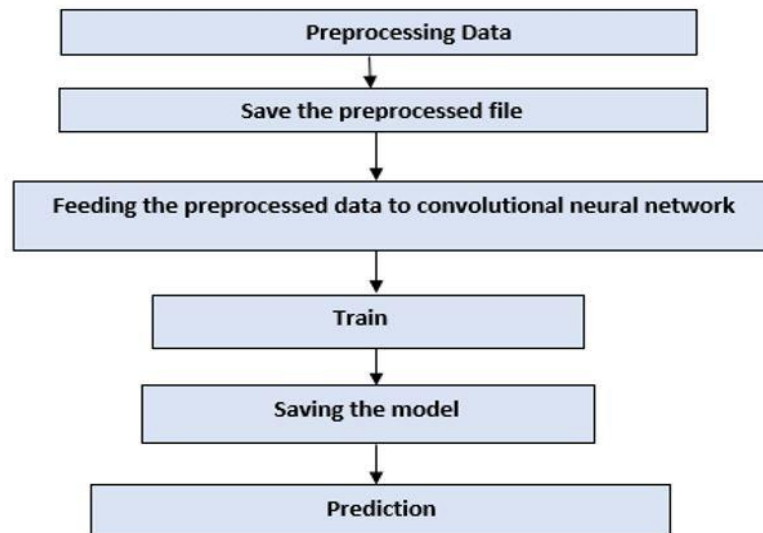 Preprocessing Data
Save the preprocessed file
Feeding the preprocessed data to convolutional neural network
Train
Saving the model
Prediction